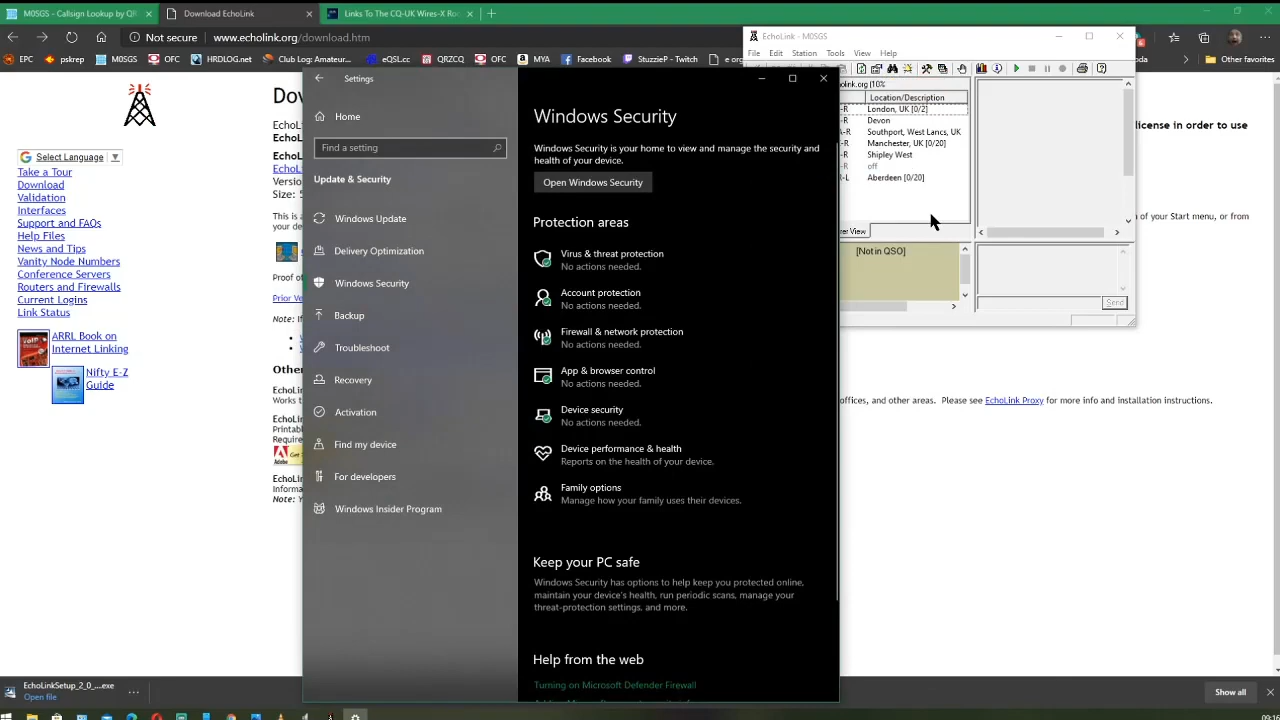 M0SGS - Callsign Lookup by QR
Download EchoLink
Links To The CQ-UK Wires-X Ro
Not secure
www.echolink.org/download.htm
EPC
pskrep
M0SGS
OFC
HRDLOG.net
Club Log: Amateur...
eQSL.cc
QRZCQ
OFC
MYA
Facebook
StuzzieP - Twitch
Other favorites
EchoLink - M0SGS
File Edit Station Tools View Help
Location/Description
London, UK [0/2]
Devon
Southport, West Lancs, UK
Manchester, UK [0/20]
Shipley West
off
Aberdeen [0/20]
[Not in QSO]
Send
Select Language
Take a Tour
Download
Validation
Interfaces
Support and FAQs
Help Files
News and Tips
Vanity Node Numbers
Conference Servers
Routers and Firewalls
Current Links
Link Status
ARRL Book on
Internet Linking
Nifty E-Z
Guide
license in order to use
of your Start menu, or from
offices, and other areas. Please see EchoLink Proxy for more info and installation instructions.
Settings
Home
Find a setting
Update & Security
Windows Update
Delivery Optimization
Windows Security
Backup
Troubleshoot
Recovery
Activation
Find my device
For developers
Windows Insider Program
Windows Security
Windows Security is your home to view and manage the security and
health of your device.
Open Windows Security
Protection areas
Virus & threat protection
No actions needed.
Account protection
No actions needed.
Firewall & network protection
No actions needed.
App & browser control
No actions needed.
Device security
No actions needed.
Device performance & health
Reports on the health of your device.
Family options
Manage how your family uses their devices.
Keep your PC safe
Windows Security has options to help keep you protected online,
maintain your device's health, run periodic scans, manage your
threat-protection settings, and more.
Help from the web
Turning on Microsoft Defender Firewall
EchoLinkSetup_2_0_....exe
Open file
Show all
09:16